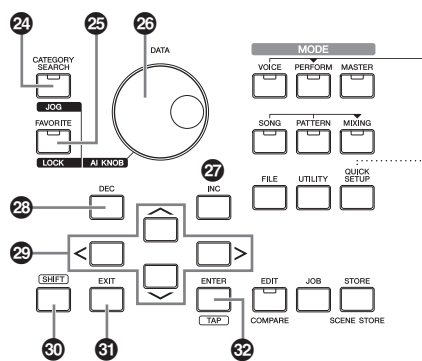 24
25
26
DATA
CATEGORY
SEARCH
JOG
FAVORITE
LOCK
AI KNOB
MODE
VOICE PERFORM MASTER
SONG PATTERN MIXING
FILE UTILITY QUICK
SETUP
27
28
DEC
INC
29
<
>
SHIFT
EXIT
ENTER
TAP
EDIT
COMPARE
JOB
STORE
SCENE STORE
30
31
32